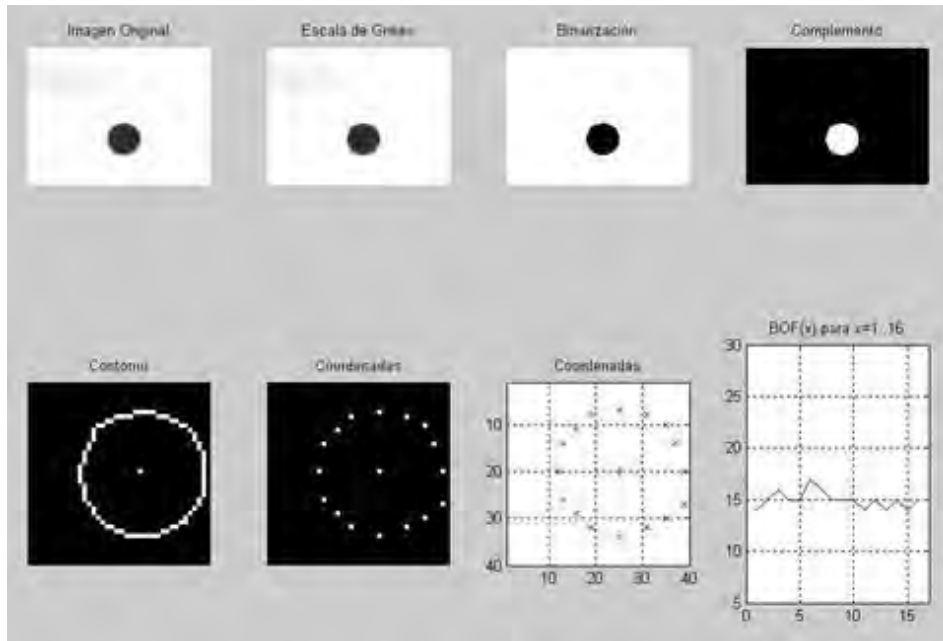 Imagen Original
Escala de Grises
Binarización
Complemento
Contorno
Coordenadas
Coordenadas
10
20
30
40
10
20
30
40
BOF(x) para x=1..16
30
25
20
15
10
5
0
5
10
15